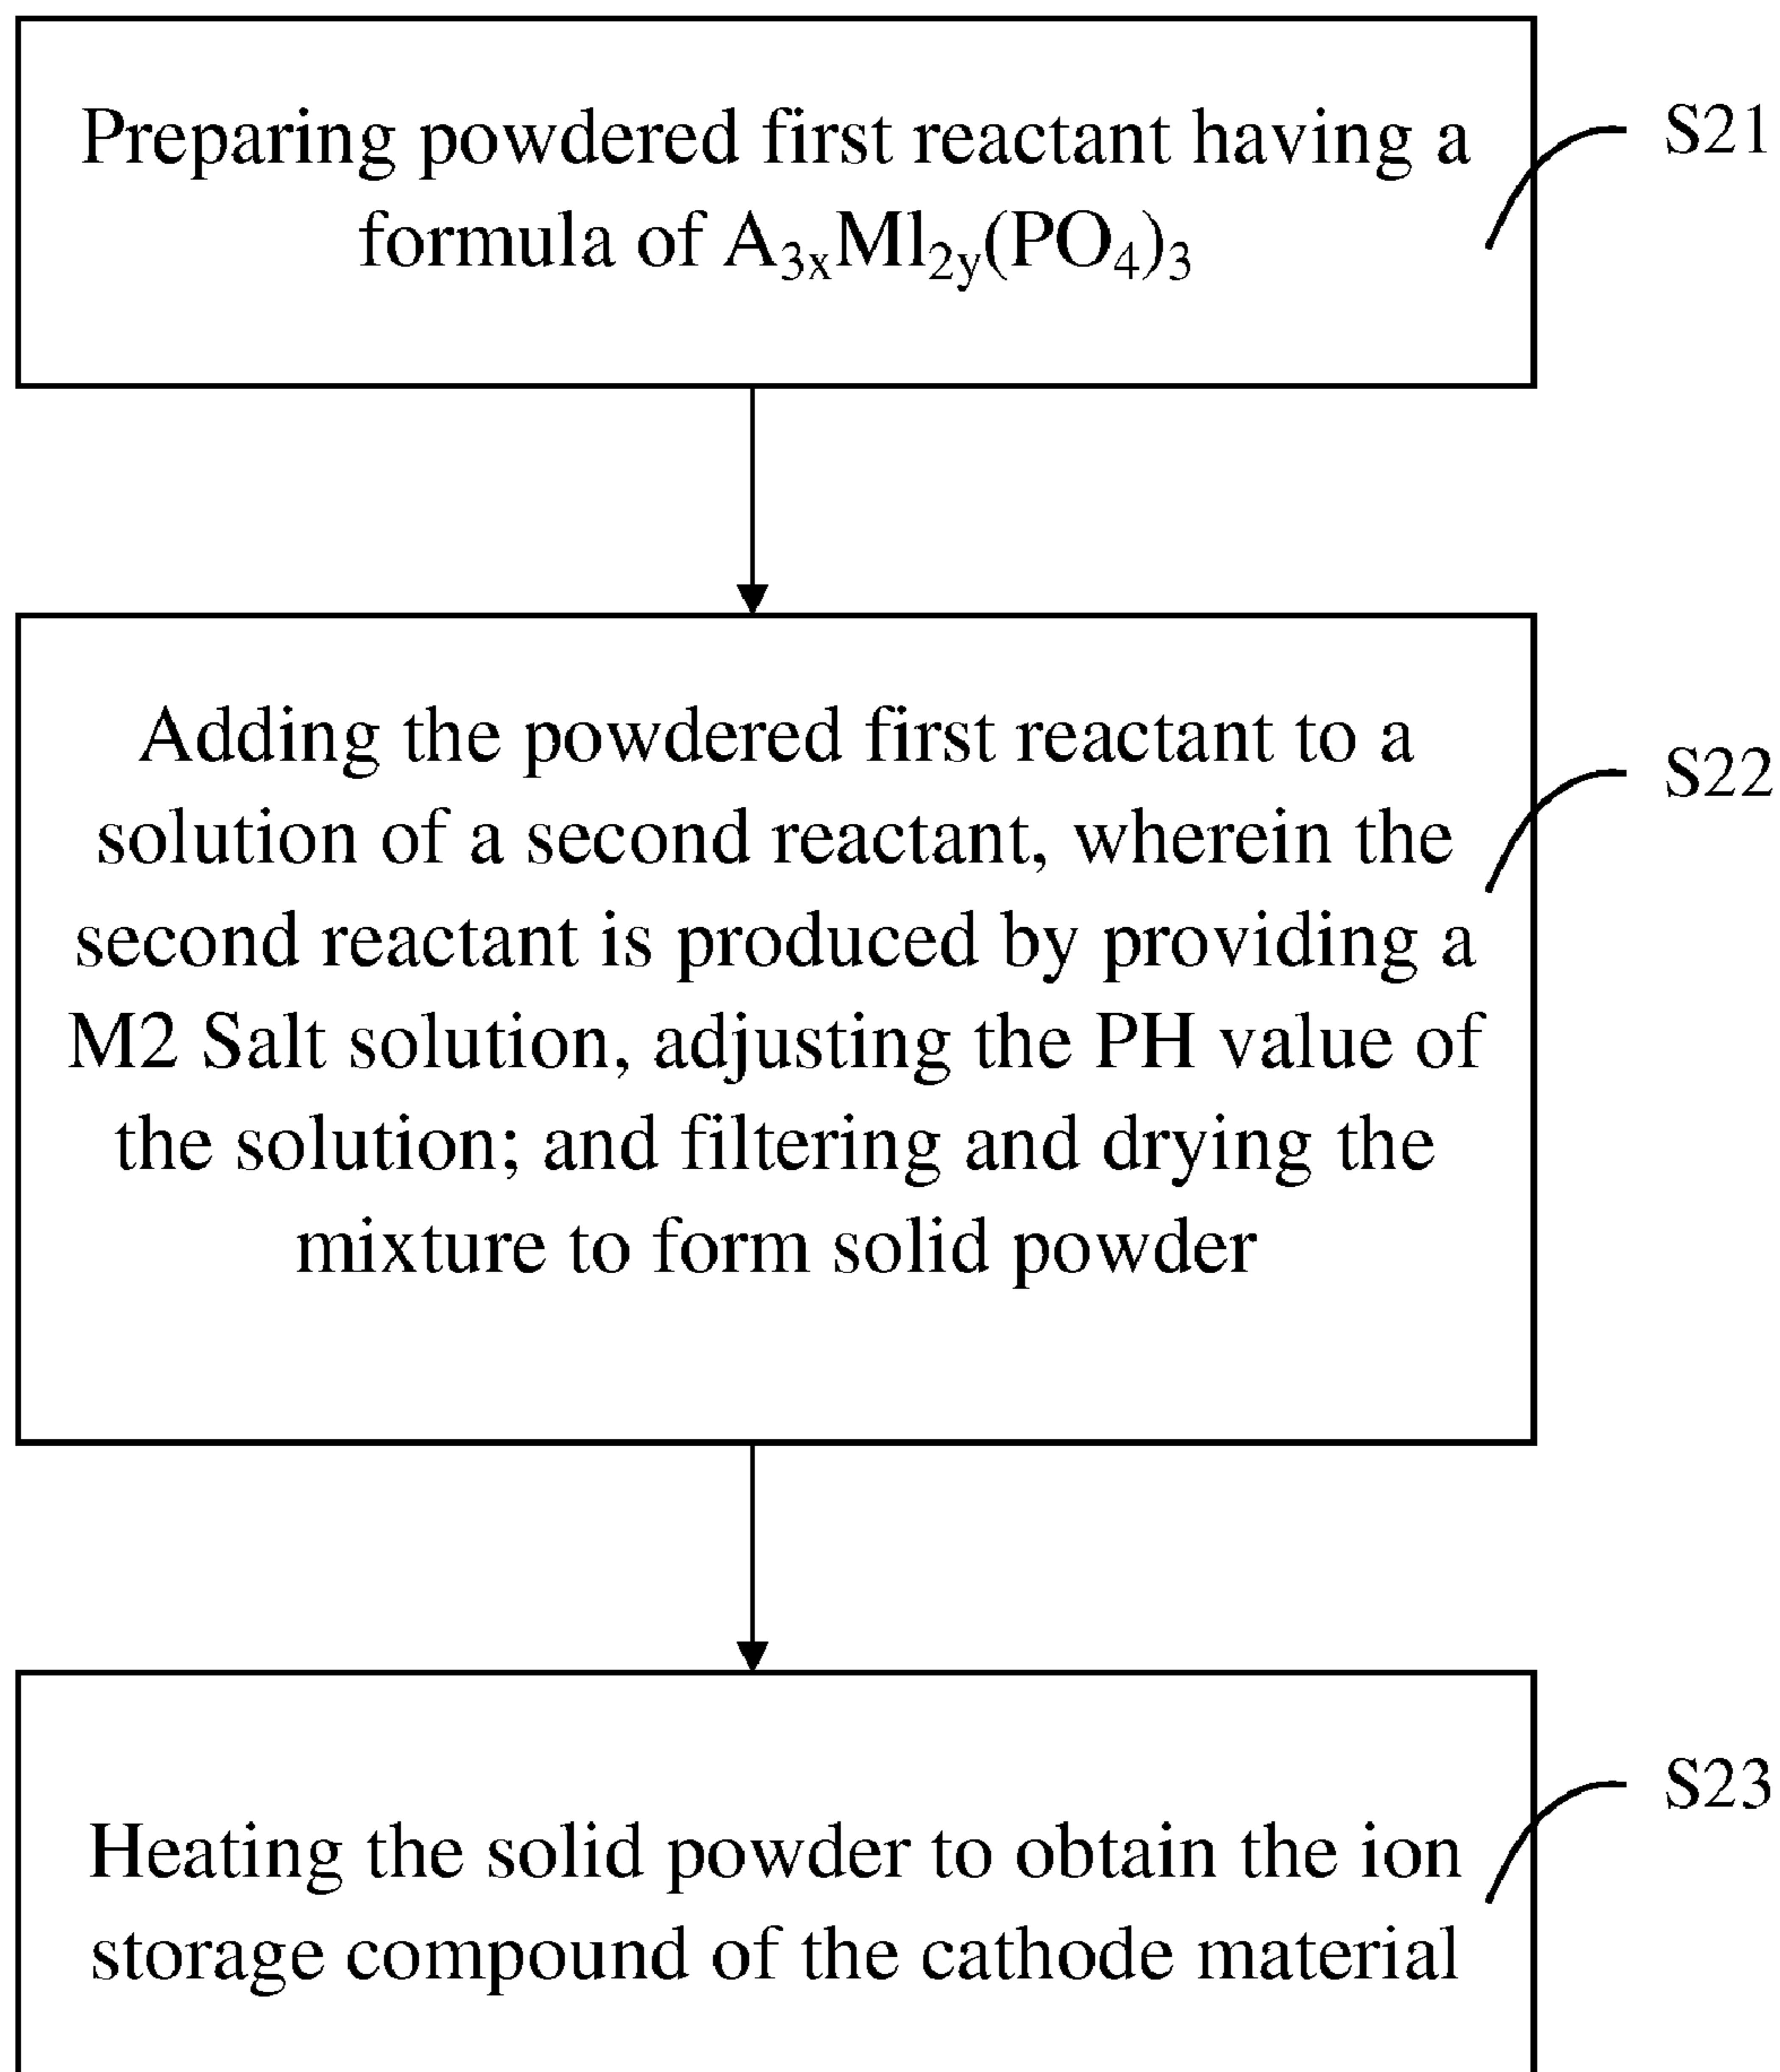 Preparing powdered first reactant having a
formula of A₃ₓMl₂ᵧ(PO₄)₃
S21
Adding the powdered first reactant to a
solution of a second reactant, wherein the
second reactant is produced by providing a
M2 Salt solution, adjusting the PH value of
the solution; and filtering and drying the
mixture to form solid powder
S22
Heating the solid powder to obtain the ion
storage compound of the cathode material
S23